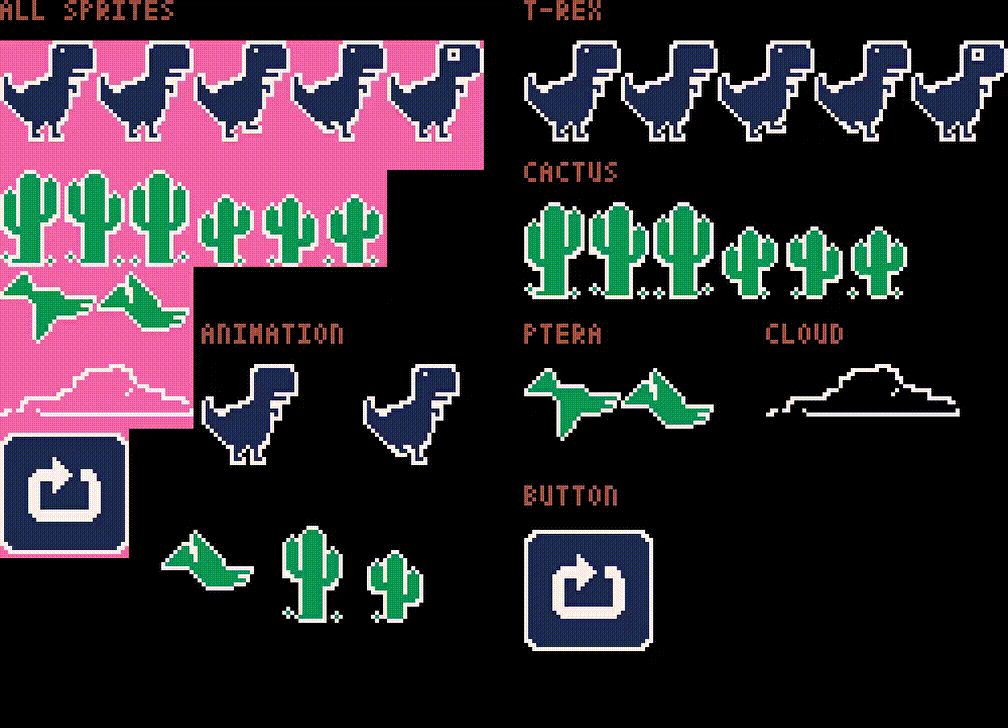 ALL SPRITES
T-REX
CACTUS
ANIMATION
PTERA
CLOUD
BUTTON